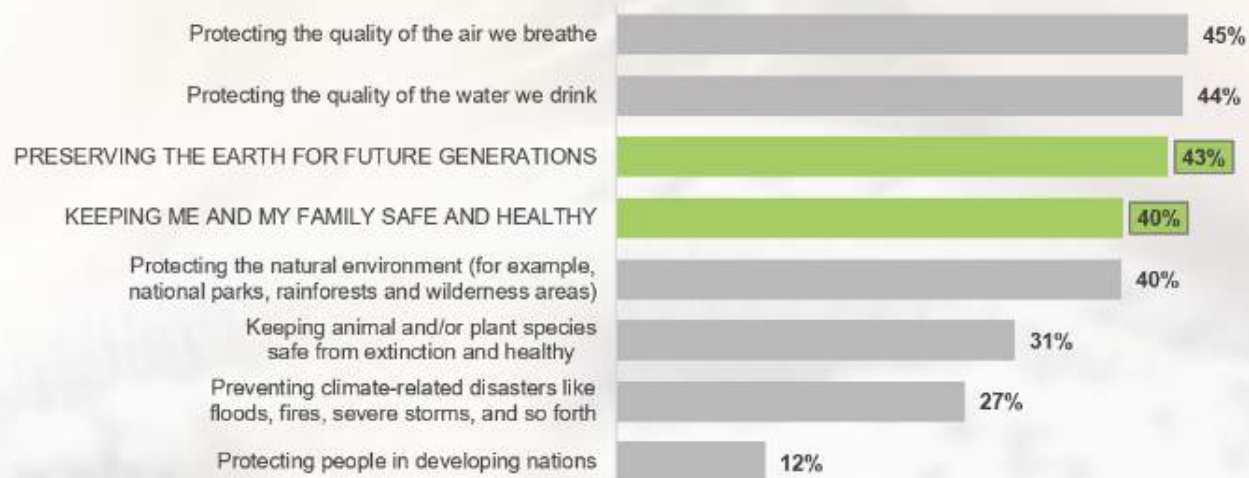 Protecting the quality of the air we breathe 45%
Protecting the quality of the water we drink 44%
PRESERVING THE EARTH FOR FUTURE GENERATIONS 43%
KEEPING ME AND MY FAMILY SAFE AND HEALTHY 40%
Protecting the natural environment (for example,
national parks, rainforests and wilderness areas) 40%
Keeping animal and/or plant species
safe from extinction and healthy 31%
Preventing climate-related disasters like
floods, fires, severe storms, and so forth 27%
Protecting people in developing nations 12%